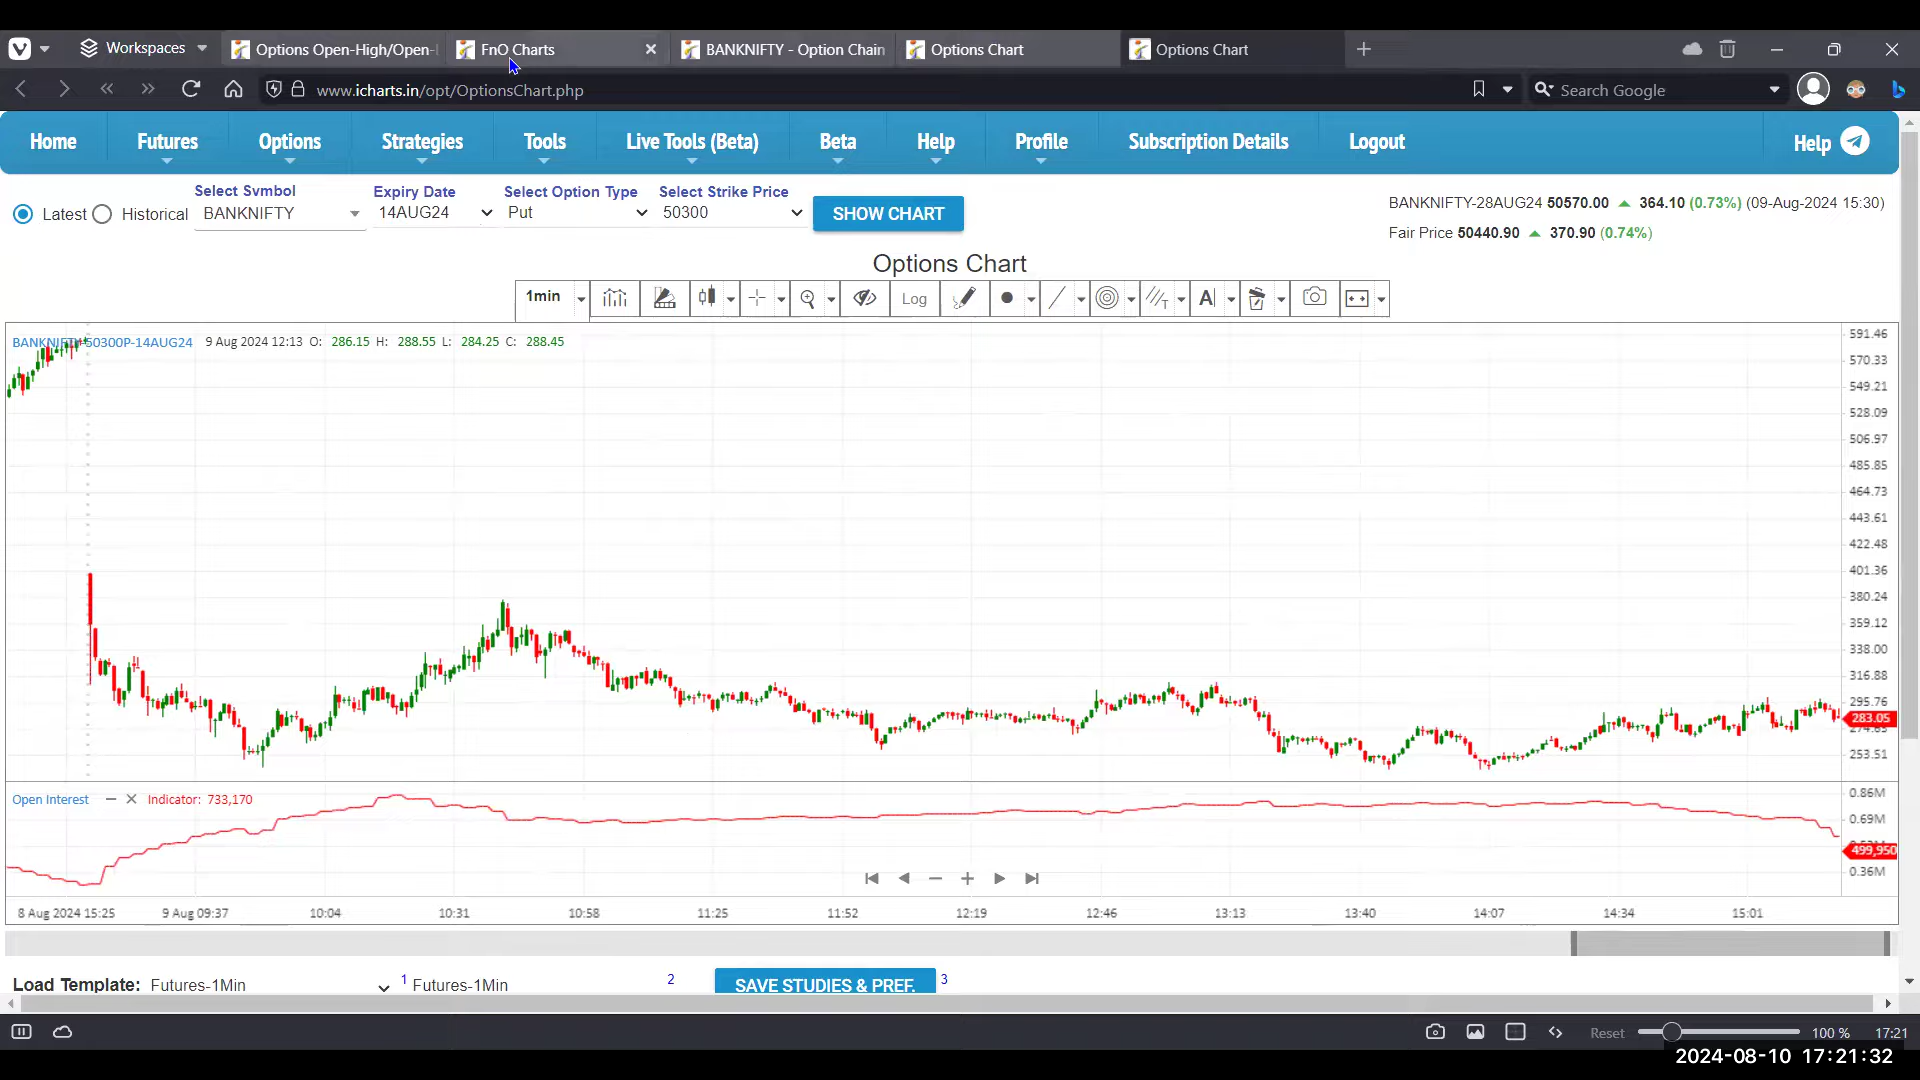 Workspaces
Options Open-High/Open-
FnO Charts
BANKNIFTY - Option Chain
Options Chart
Options Chart
www.icharts.in/opt/OptionsChart.php
Search Google
Home
Futures
Options
Strategies
Tools
Live Tools (Beta)
Beta
Help
Profile
Subscription Details
Logout
Help
Latest
Historical
Select Symbol
BANKNIFTY
Expiry Date
14AUG24
Select Option Type
Put
Select Strike Price
50300
SHOW CHART
BANKNIFTY-28AUG24 50570.00 ▲ 364.10 (0.73%) (09-Aug-2024 15:30)
Fair Price 50440.90 ▲ 370.90 (0.74%)
Options Chart
1min
Log
BANKNIFTY-50300P-14AUG24 9 Aug 2024 12:13 O: 286.15 H: 288.55 L: 284.25 C: 288.45
591.46
570.33
549.21
528.09
506.97
485.85
464.73
443.61
422.48
401.36
380.24
359.12
338.00
316.88
295.76
283.05
253.51
Open Interest
Indicator: 733,170
0.86M
0.69M
499,950
0.36M
8 Aug 2024 15:25
9 Aug 09:37
10:04
10:31
10:58
11:25
11:52
12:19
12:46
13:13
13:40
14:07
14:34
15:01
Load Template: Futures-1Min
1 Futures-1Min
2
SAVE STUDIES & PREF.
3
Reset
100 %
17:21
2024-08-10 17:21:32